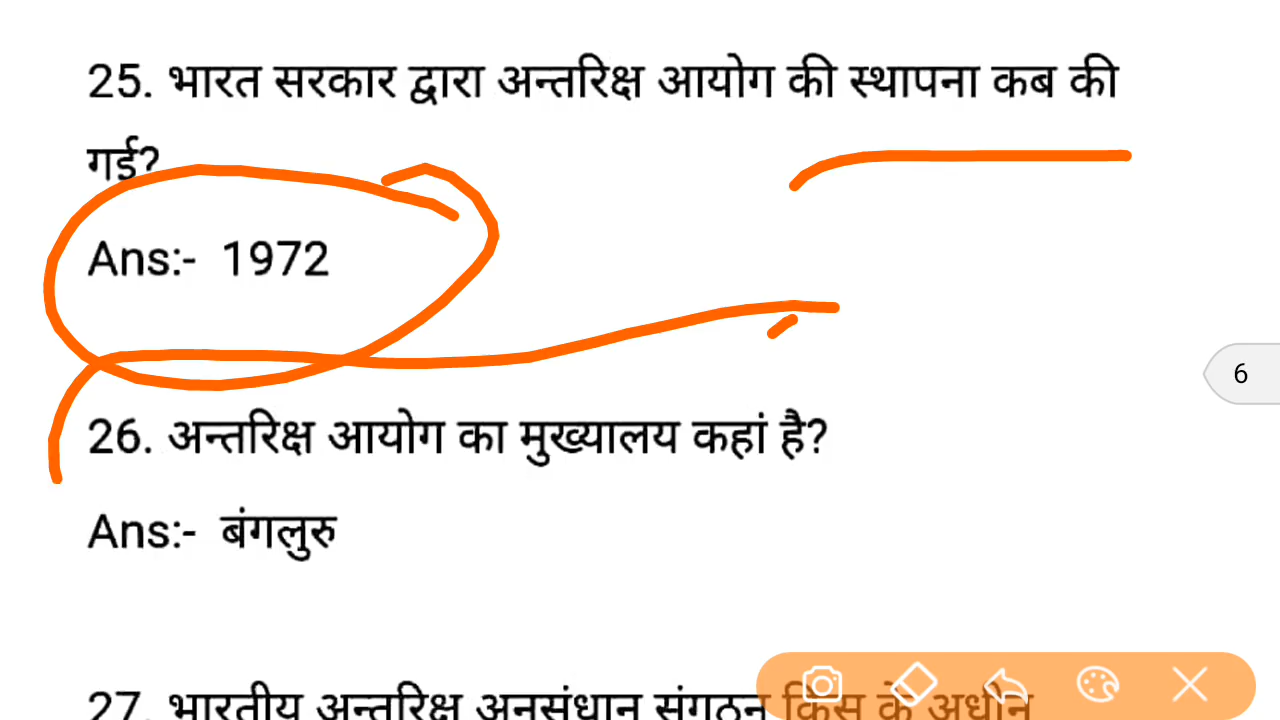 25. भारत सरकार द्वारा अन्तरिक्ष आयोग की स्थापना कब की
गई?
Ans:- 1972
6
26. अन्तरिक्ष आयोग का मुख्यालय कहां है?
Ans:- बंगलुरु
27. भारतीय अन्तरिक्ष अनुसंधान संगठन किस के अधीन